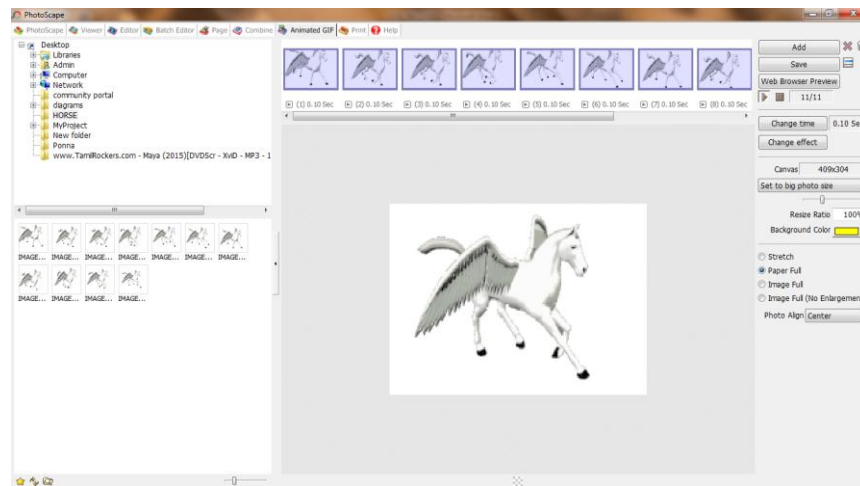 PhotoScape
PhotoScape Viewer Editor Batch Editor Page Combine Animated GIF Print Help
Desktop
Libraries
Admin
Computer
Network
community portal
diagrams
HORSE
MyProject
New folder
Ponna
www.TamilRockers.com - Maya (2015)[DVDScr - XviD - MP3 - 1
IMAGE... IMAGE... IMAGE... IMAGE... IMAGE... IMAGE... IMAGE...
IMAGE... IMAGE... IMAGE... IMAGE...
(1) 0.10 Sec (2) 0.10 Sec (3) 0.10 Sec (4) 0.10 Sec (5) 0.10 Sec (6) 0.10 Sec (7) 0.10 Sec (8) 0.10 Sec
Add
Save
Web Browser Preview
11/11
Change time 0.10 Se
Change effect
Canvas 409x304
Set to big photo size
Resize Ratio 100%
Background Color
Stretch
Paper Full
Image Full
Image Full (No Enlargemen
Photo Align Center